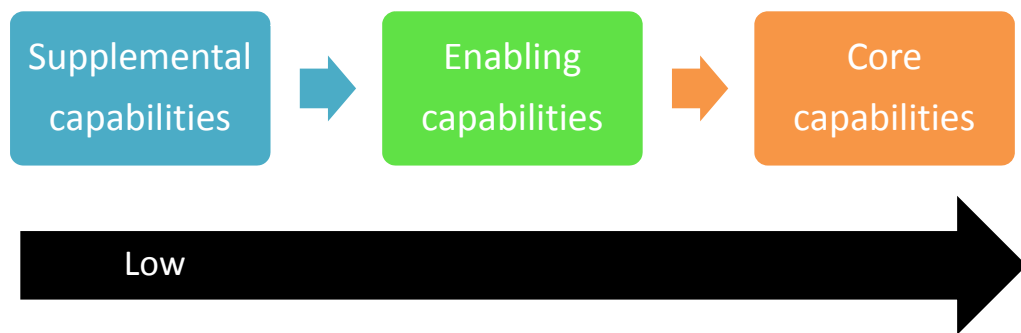 Supplemental
capabilities
Enabling
capabilities
Core
capabilities
Low